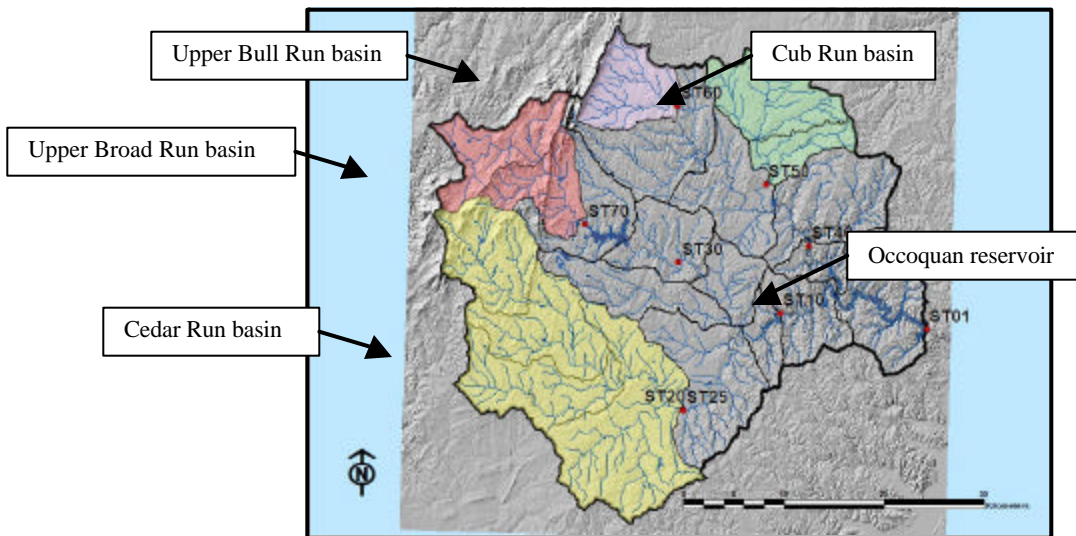 Upper Bull Run basin
Cub Run basin
ST60
Upper Broad Run basin
ST50
ST70
ST40
ST30
Occoquan reservoir
ST10
ST01
Cedar Run basin
ST20 ST25
N